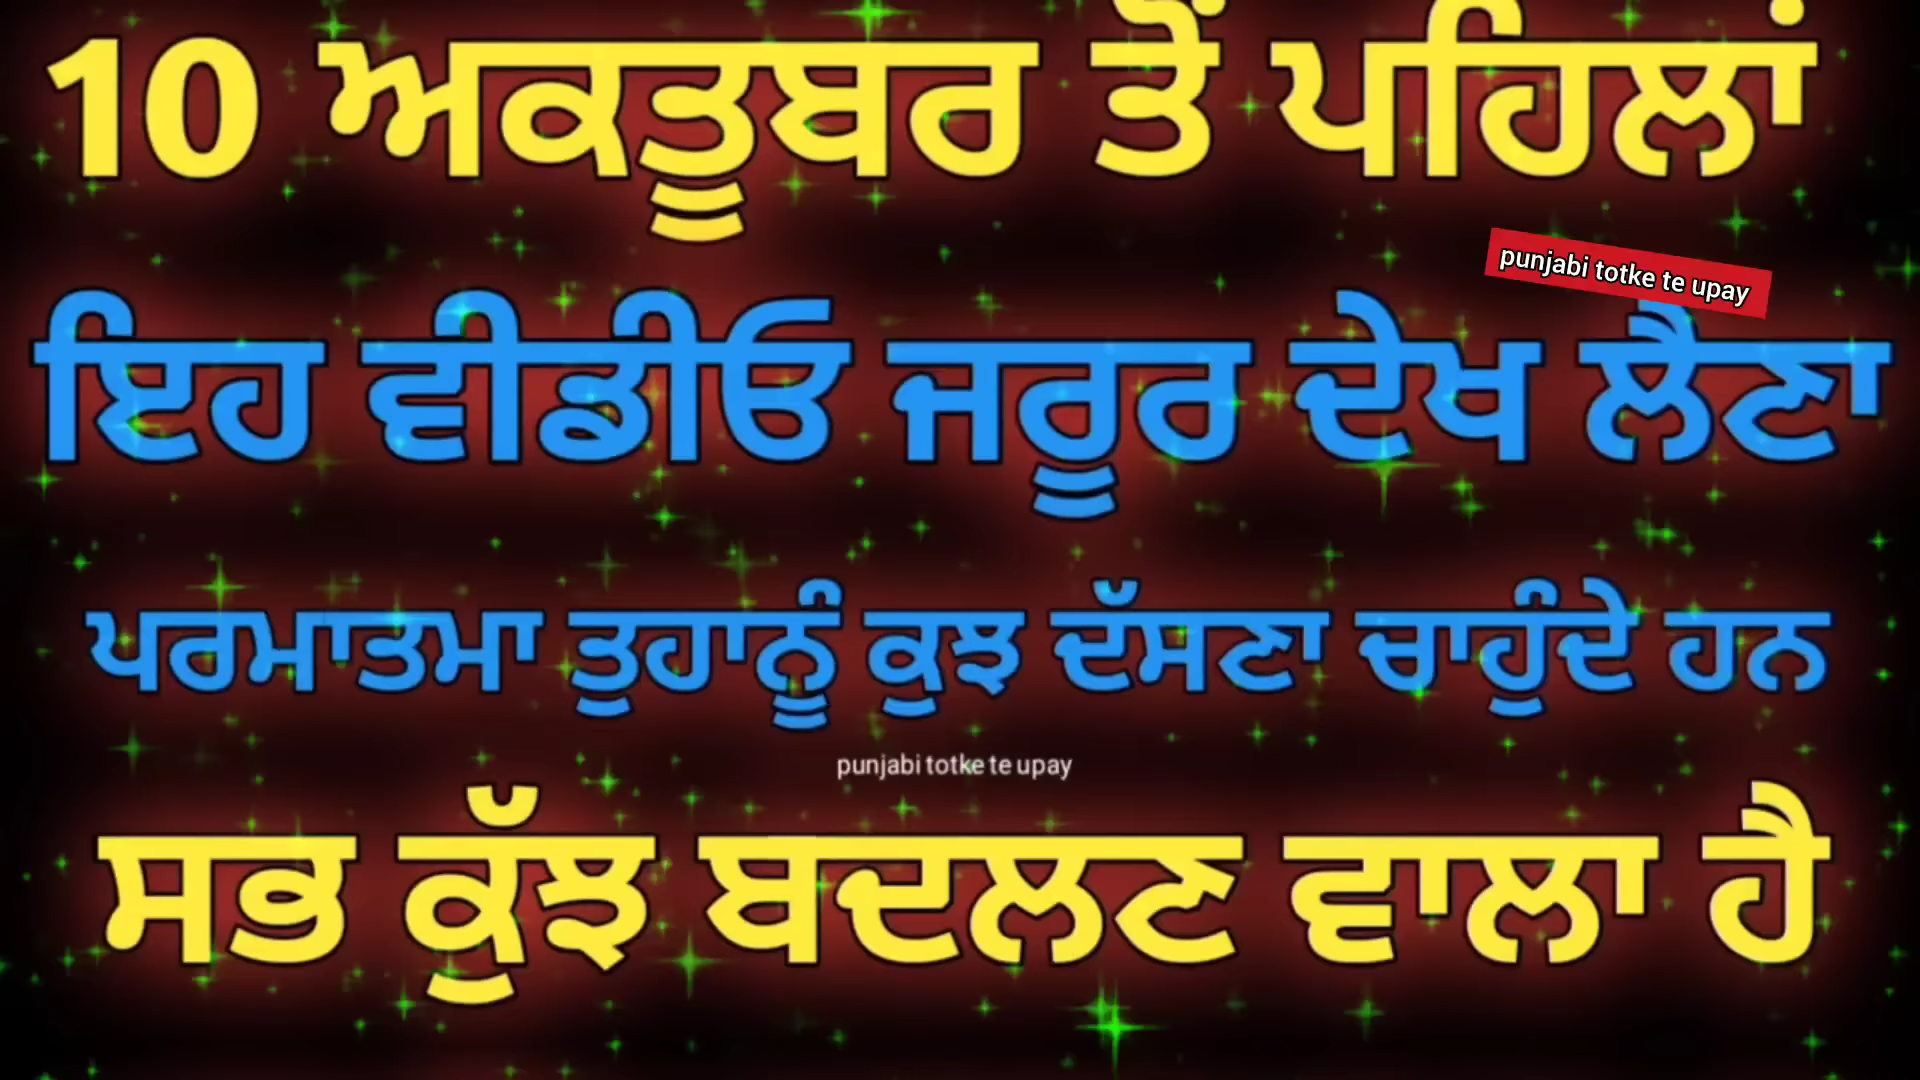 10 ਅਕਤੂਬਰ ਤੋਂ ਪਹਿਲਾਂ
punjabi totke te upay
ਇਹ ਵੀਡੀਓ ਜਰੂਰ ਦੇਖ ਲੈਣਾ
ਪਰਮਾਤਮਾ ਤੁਹਾਨੂੰ ਕੁਝ ਦੱਸਣਾ ਚਾਹੁੰਦੇ ਹਨ
punjabi totke te upay
ਸਭ ਕੁੱਝ ਬਦਲਣ ਵਾਲਾ ਹੈ